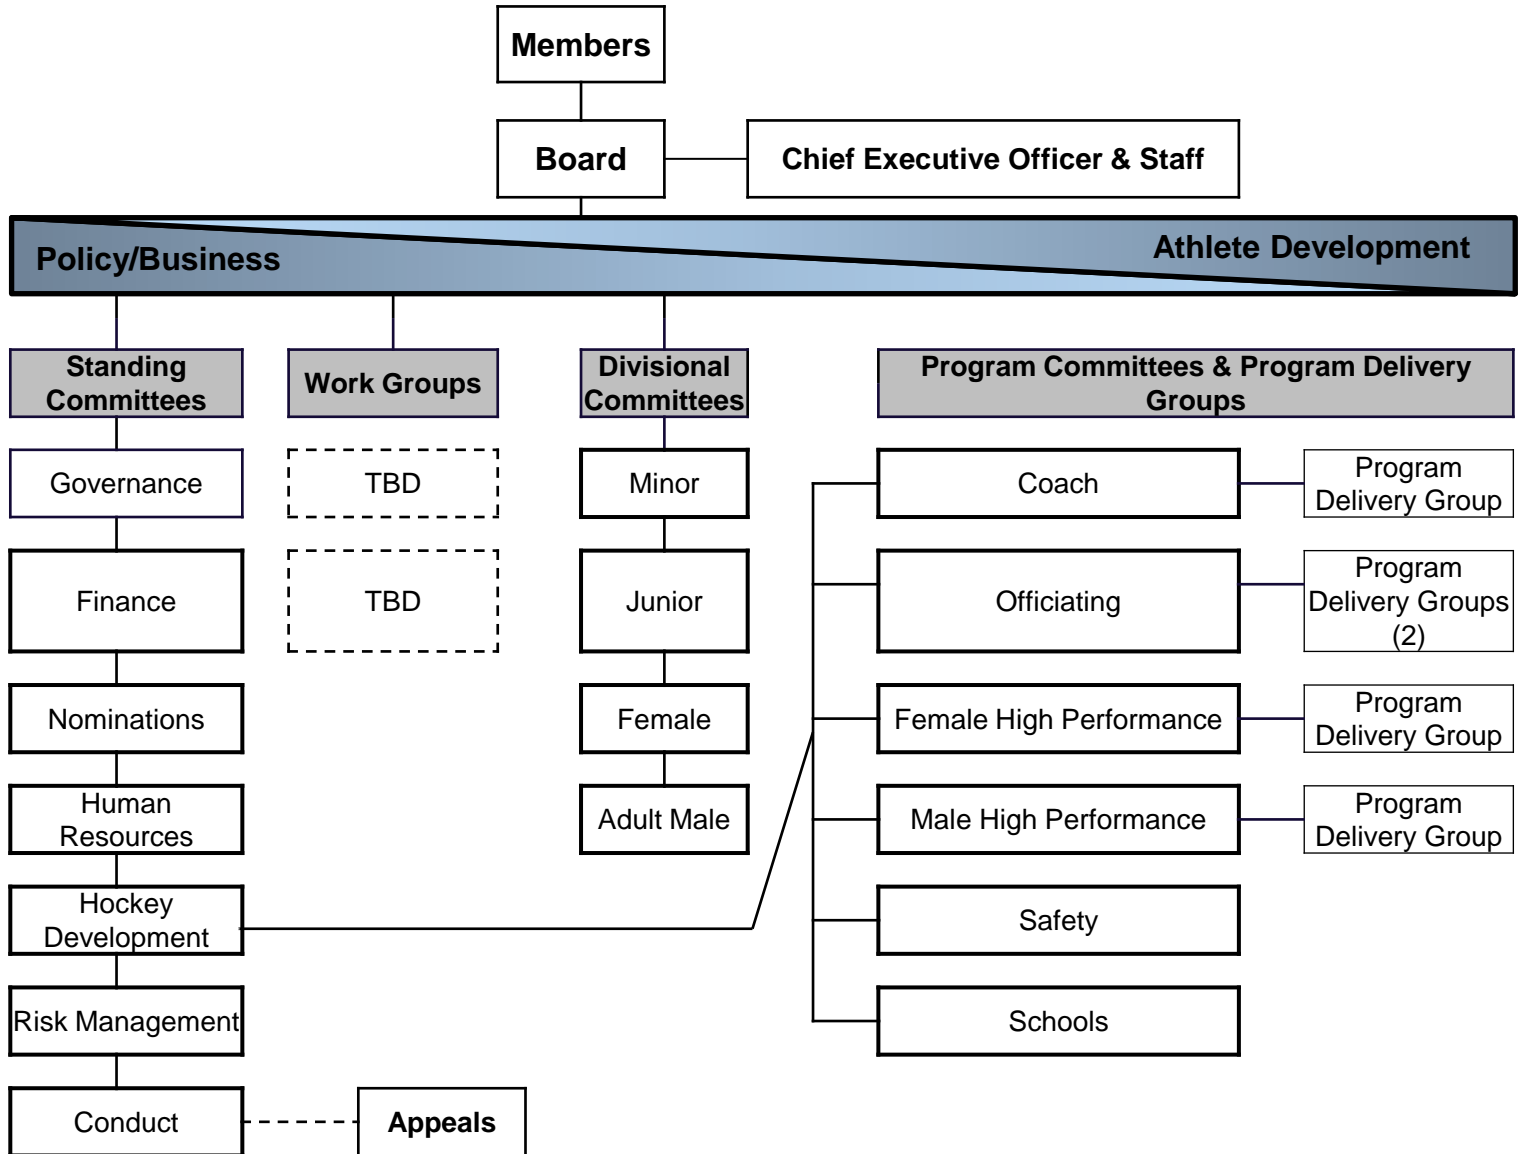 Members
Board
Chief Executive Officer & Staff
Policy/Business
Athlete Development
Standing
Committees
Work Groups
Divisional
Committees
Program Committees & Program Delivery
Groups
Governance
TBD
Minor
Coach
Program
Delivery Group
Finance
TBD
Junior
Officiating
Program
Delivery Groups
(2)
Nominations
Female
Female High Performance
Program
Delivery Group
Human
Resources
Adult Male
Male High Performance
Program
Delivery Group
Hockey
Development
Safety
Risk Management
Schools
Conduct
Appeals